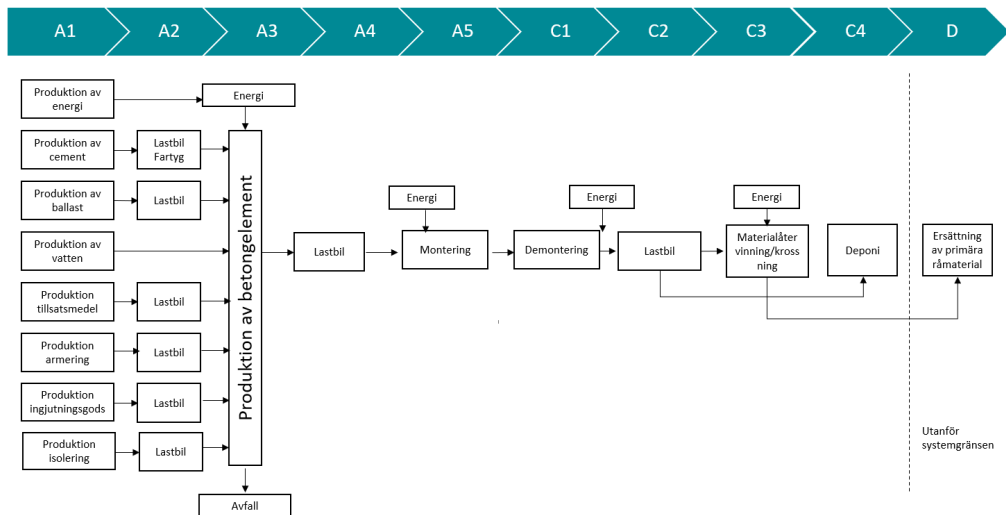 A1
A2
A3
A4
A5
C1
C2
C3
C4
D
Produktion av
energi
Energi
Produktion av
cement
Lastbil
Fartyg
Produktion av
ballast
Lastbil
Produktion av
vatten
Produktion
tillsatsmedel
Lastbil
Produktion
armering
Lastbil
Produktion
ingjutningsgods
Lastbil
Produktion
isolering
Lastbil
Produktion av betongelement
Avfall
Lastbil
Energi
Montering
Energi
Demontering
Lastbil
Energi
Materialåter
vinning/kross
ning
Deponi
Ersättning
av primära
råmaterial
Utanför
systemgränsen